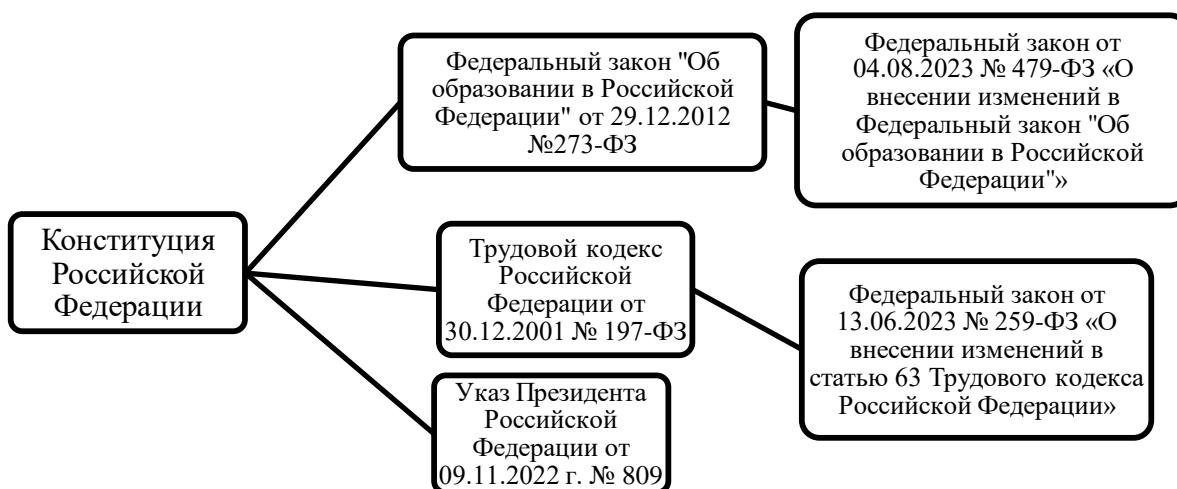 Конституция
Российской
Федерации
Федеральный закон "Об
образовании в Российской
Федерации" от 29.12.2012
№273-ФЗ
Федеральный закон от
04.08.2023 № 479-ФЗ «О
внесении изменений в
Федеральный закон "Об
образовании в Российской
Федерации"»
Трудовой кодекс
Российской
Федерации от
30.12.2001 № 197-ФЗ
Федеральный закон от
13.06.2023 № 259-ФЗ «О
внесении изменений в
статью 63 Трудового кодекса
Российской Федерации»
Указ Президента
Российской
Федерации от
09.11.2022 г. № 809